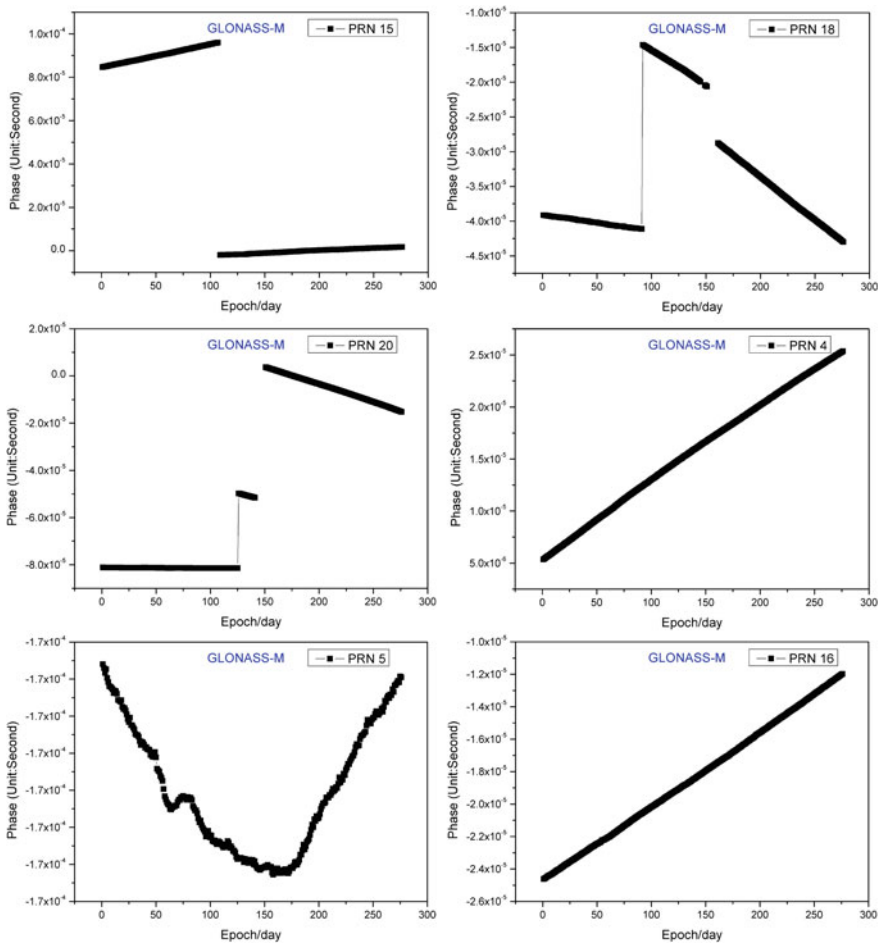 GLONASS-M
PRN 15
1.0x10⁻⁴
8.0x10⁻⁵
6.0x10⁻⁵
4.0x10⁻⁵
2.0x10⁻⁵
0.0
Phase (Unit:Second)
0 50 100 150 200 250 300
Epoch/day
GLONASS-M
PRN 18
-1.0x10⁻⁵
-1.5x10⁻⁵
-2.0x10⁻⁵
-2.5x10⁻⁵
-3.0x10⁻⁵
-3.5x10⁻⁵
-4.0x10⁻⁵
-4.5x10⁻⁵
Phase (Unit:Second)
0 50 100 150 200 250 300
Epoch/day
GLONASS-M
PRN 20
2.0x10⁻⁵
0.0
-2.0x10⁻⁵
-4.0x10⁻⁵
-6.0x10⁻⁵
-8.0x10⁻⁵
Phase (Unit:Second)
0 50 100 150 200 250 300
Epoch/day
GLONASS-M
PRN 4
2.5x10⁻⁵
2.0x10⁻⁵
1.5x10⁻⁵
1.0x10⁻⁵
5.0x10⁻⁶
Phase (Unit:Second)
0 50 100 150 200 250 300
Epoch/day
GLONASS-M
PRN 5
-1.7x10⁻⁴
-1.7x10⁻⁴
-1.7x10⁻⁴
-1.7x10⁻⁴
-1.7x10⁻⁴
-1.7x10⁻⁴
-1.7x10⁻⁴
-1.7x10⁻⁴
Phase (Unit:Second)
0 50 100 150 200 250 300
Epoch/day
GLONASS-M
PRN 16
-1.0x10⁻⁵
-1.2x10⁻⁵
-1.4x10⁻⁵
-1.6x10⁻⁵
-1.8x10⁻⁵
-2.0x10⁻⁵
-2.2x10⁻⁵
-2.4x10⁻⁵
-2.6x10⁻⁵
Phase (Unit:Second)
0 50 100 150 200 250 300
Epoch/day